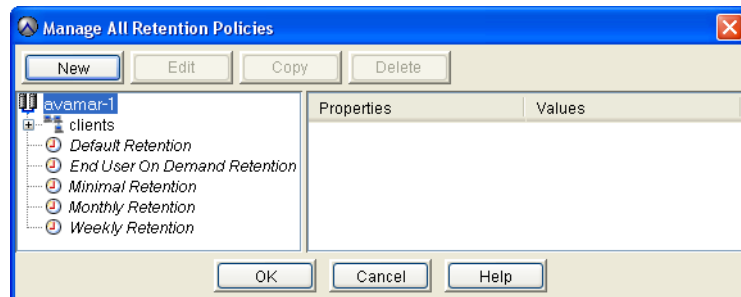 Manage All Retention Policies
New Edit Copy Delete
avamar-1
clients
Default Retention
End User On Demand Retention
Minimal Retention
Monthly Retention
Weekly Retention
Properties Values
OK Cancel Help